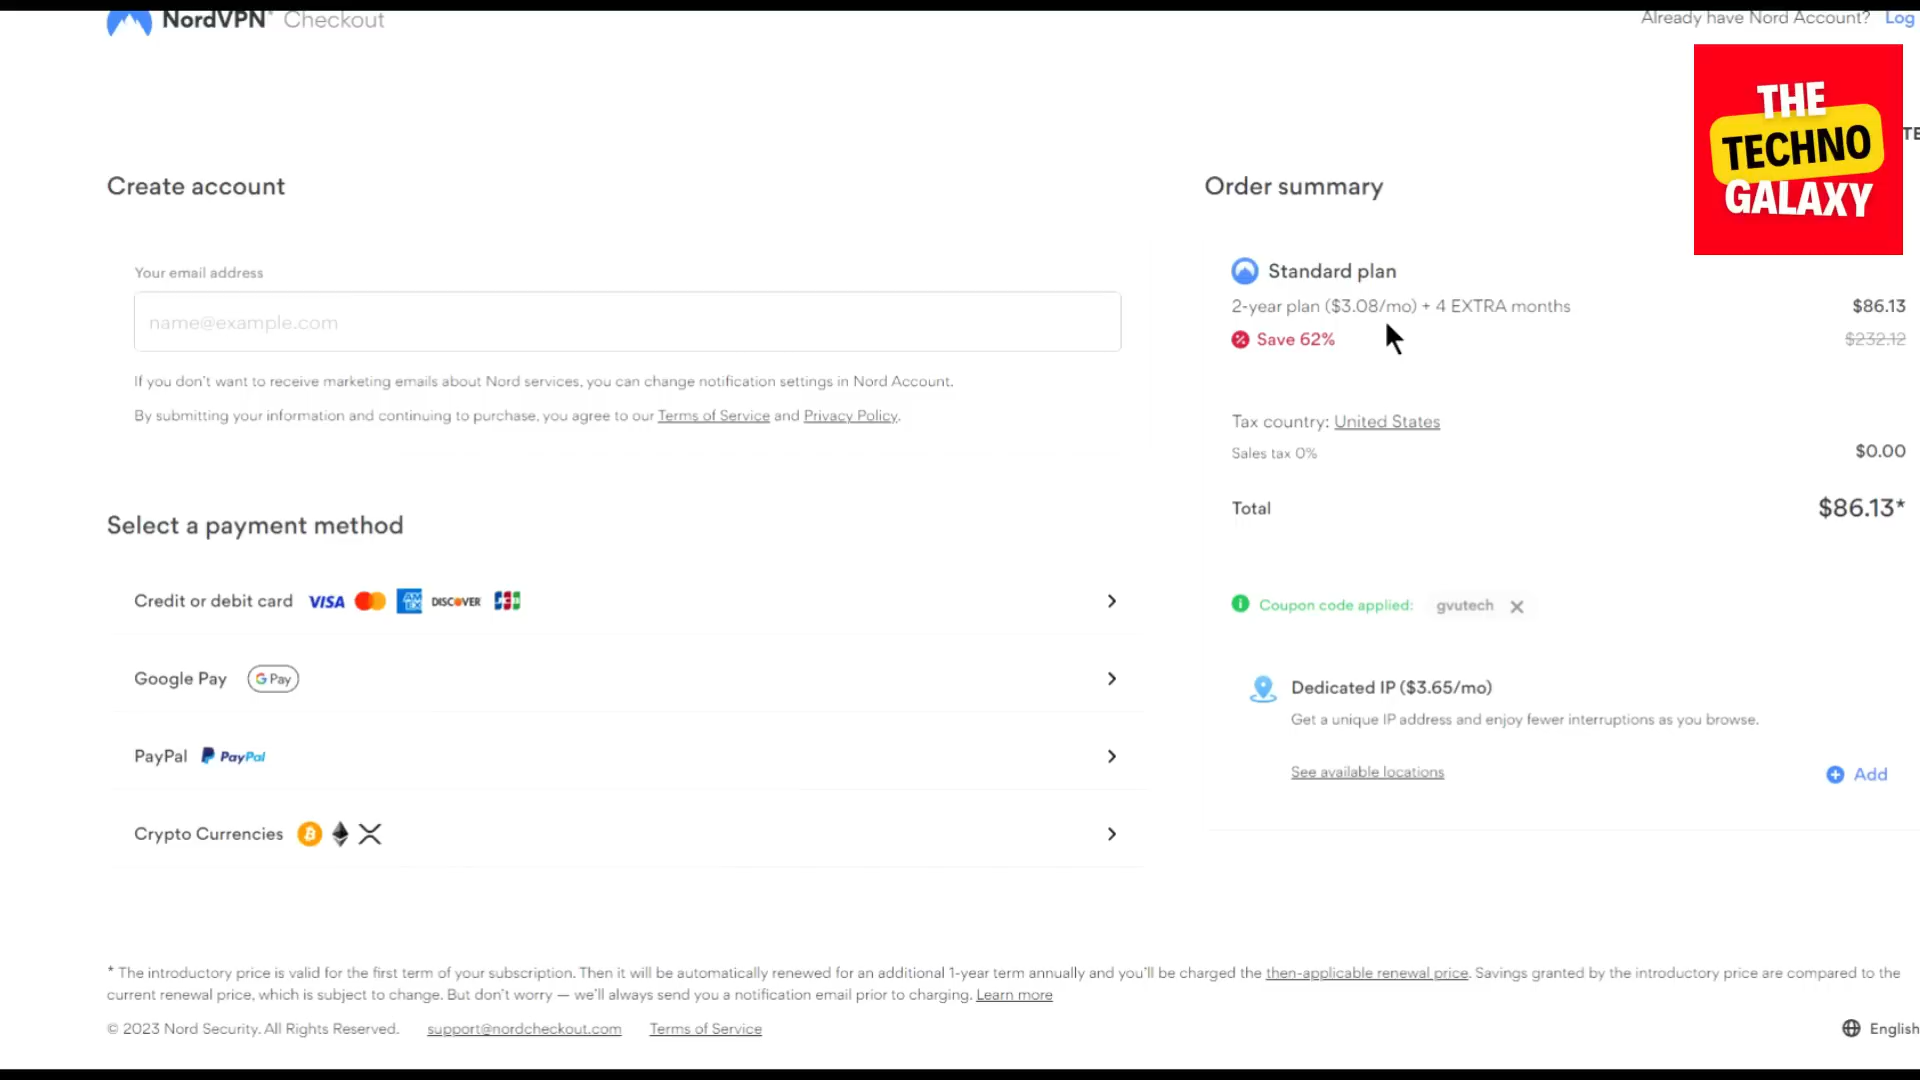 NordVPN® Checkout
Already have Nord Account? Log
THE
TECHNO
GALAXY
TE
Create account
Order summary
Your email address
name@example.com
Standard plan
2-year plan ($3.08/mo) + 4 EXTRA months
$86.13
Save 62%
$232.12
If you don't want to receive marketing emails about Nord services, you can change notification settings in Nord Account.
By submitting your information and continuing to purchase, you agree to our Terms of Service and Privacy Policy.
Tax country: United States
Sales tax 0%
$0.00
Total
$86.13*
Select a payment method
Credit or debit card VISA AMEX DISCOVER JCB
Coupon code applied: gvutech
Google Pay G Pay
Dedicated IP ($3.65/mo)
Get a unique IP address and enjoy fewer interruptions as you browse.
PayPal PayPal
See available locations
Add
Crypto Currencies
* The introductory price is valid for the first term of your subscription. Then it will be automatically renewed for an additional 1-year term annually and you'll be charged the then-applicable renewal price. Savings granted by the introductory price are compared to the
current renewal price, which is subject to change. But don't worry — we'll always send you a notification email prior to charging. Learn more
© 2023 Nord Security. All Rights Reserved. support@nordcheckout.com Terms of Service
English